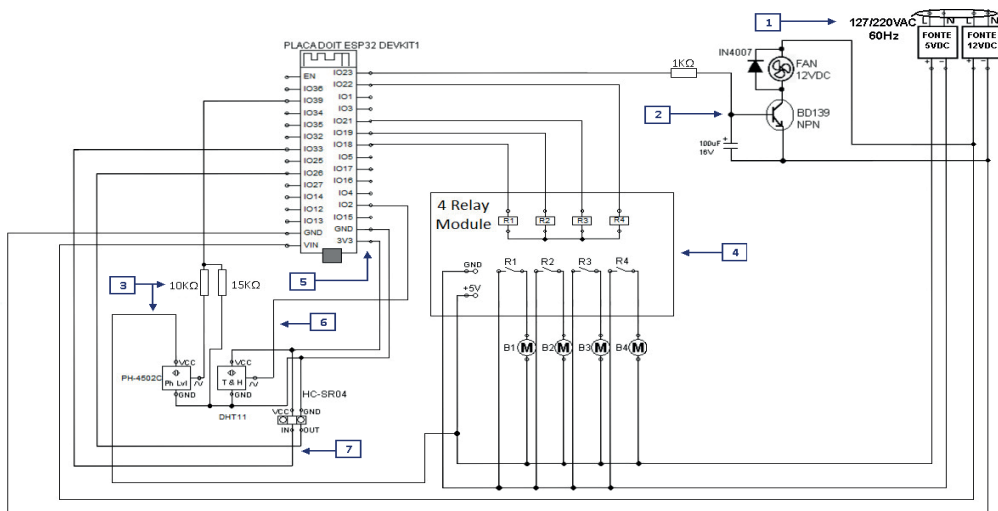 1
127/220VAC
60Hz
L N L N
FONTE
5VDC
FONTE
12VDC
+ - + -
PLACA DOIT ESP32 DEVKIT1
EN
IO36
IO39
IO34
IO35
IO32
IO33
IO25
IO26
IO27
IO14
IO12
IO13
GND
VIN
IO23
IO22
IO1
IO3
IO21
IO19
IO18
IO5
IO17
IO16
IO4
IO2
IO15
GND
3V3
1KΩ
IN4007
FAN
12VDC
2
BD139
NPN
100uF +
16V
4 Relay
Module
R1 R2 R3 R4
4
GND
+5V
R1 R2 R3 R4
B1 M B2 M B3 M B4 M
5
3
10KΩ 15KΩ
6
PH-4502C
VCC
Ph Lvl
GND
VCC
T & H
GND
DHT11
HC-SR04
VCC GND
IN OUT
7